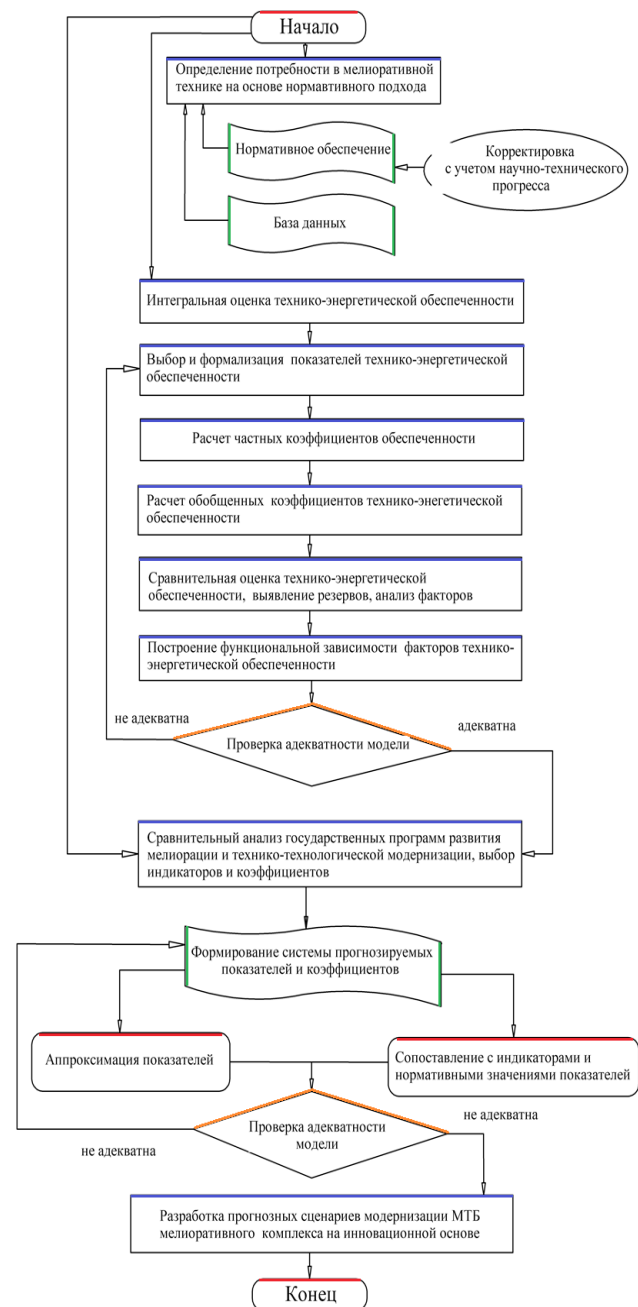 Начало
Определение потребности в мелиоративной
технике на основе нормавтивного подхода
Нормативное обеспечение
Корректировка
с учетом научно-технического
прогресса
База данных
Интегральная оценка технико-энергетической обеспеченности
Выбор и формализация показателей технико-энергетической
обеспеченности
Расчет частных коэффициентов обеспеченности
Расчет обобщенных коэффициентов технико-энегетической
обеспеченности
Сравнительная оценка технико-энергетической
обеспеченности, выявление резервов, анализ факторов
Построение функциональной зависимости факторов технико-
энергетической обеспеченности
не адекватна
адекватна
Проверка адекватности модели
Сравнительный анализ государственных программ развития
мелиорации и технико-технологической модернизации, выбор
индикаторов и коэффициентов
Формирование системы прогнозируемых
показателей и коэффициентов
Аппроксимация показателей
Сопоставление с индикаторами и
нормативными значениями показателей
Проверка адекватности
модели
не адекватна
не адекватна
Разработка прогнозных сценариев модернизации МТБ
мелиоративного комплекса на инновационной основе
Конец